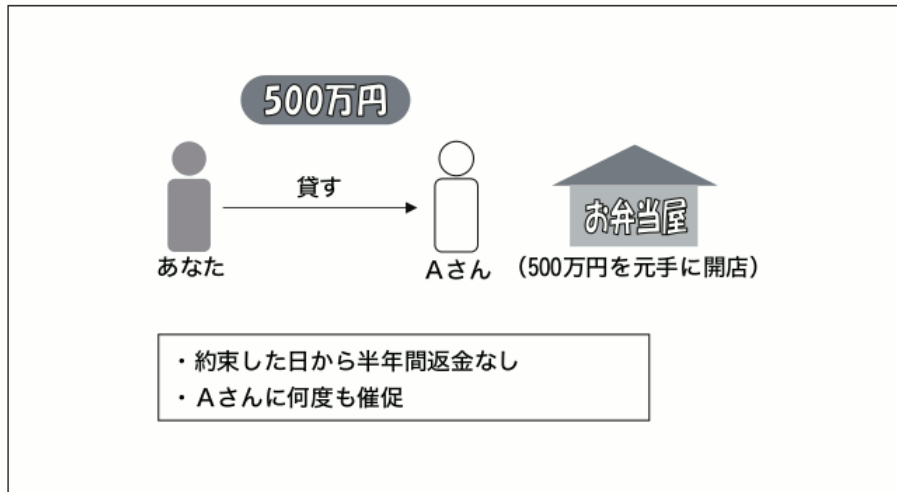 500万円
貸す
お弁当屋
あなた
Aさん
（500万円を元手に開店）
・約束した日から半年間返金なし
・Aさんに何度も催促